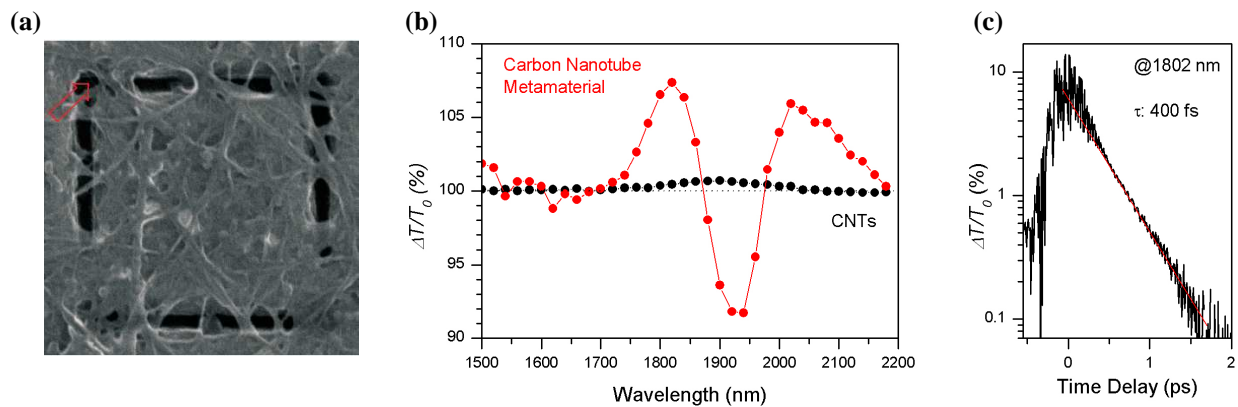 (a)
(b)
110
105
100
95
90
ΔT/T₀ (%)
Carbon Nanotube
Metamaterial
CNTs
1500 1600 1700 1800 1900 2000 2100 2200
Wavelength (nm)
(c)
10
1
0.1
ΔT/T₀ (%)
@1802 nm
τ: 400 fs
0 1 2
Time Delay (ps)